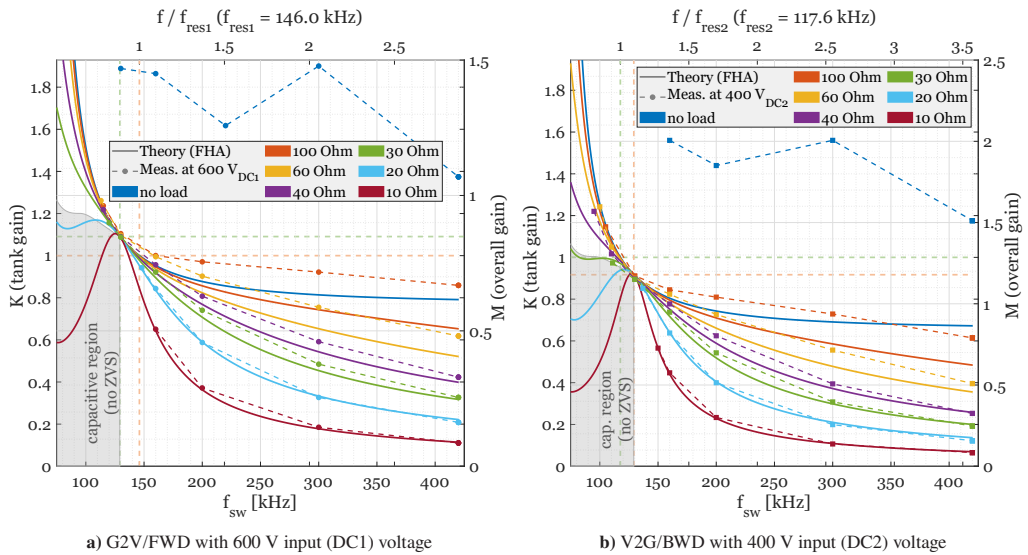 f / f_res1 (f_res1 = 146.0 kHz)
1 1.5 2 2.5
K (tank gain)
1.8
1.6
1.4
1.2
1
0.8
0.6
0.4
0.2
0
1.5
1
0.5
0
M (overall gain)
Theory (FHA)
Meas. at 600 V_DC1
no load
100 Ohm
60 Ohm
40 Ohm
30 Ohm
20 Ohm
10 Ohm
capacitive region
(no ZVS)
100 150 200 250 300 350 400
f_sw [kHz]
a) G2V/FWD with 600 V input (DC1) voltage
f / f_res2 (f_res2 = 117.6 kHz)
1 1.5 2 2.5 3 3.5
K (tank gain)
1.8
1.6
1.4
1.2
1
0.8
0.6
0.4
0.2
0
2.5
2
1.5
1
0.5
0
M (overall gain)
Theory (FHA)
Meas. at 400 V_DC2
no load
100 Ohm
60 Ohm
40 Ohm
30 Ohm
20 Ohm
10 Ohm
cap. region
(no ZVS)
100 150 200 250 300 350 400
f_sw [kHz]
b) V2G/BWD with 400 V input (DC2) voltage